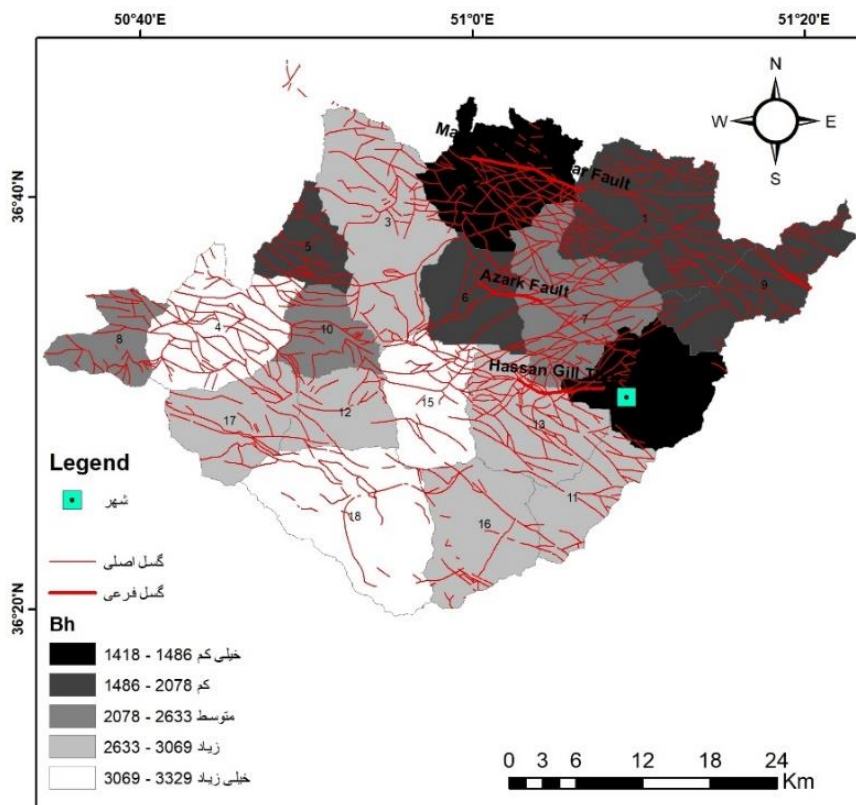 50°40'E
51°0'E
51°20'E
N
W
E
S
36°40'N
36°20'N
Ma
ar Fault
3
1
5
Azark Fault
9
6
4
7
8
10
Hassan Gill
15
12
13
17
11
16
18
Legend
شهر
گسل اصلی
گسل فرعی
Bh
1418 - 1486 خیلی کم
1486 - 2078 کم
2078 - 2633 متوسط
2633 - 3069 زیاد
3069 - 3329 خیلی زیاد
0 3 6 12 18 24
Km